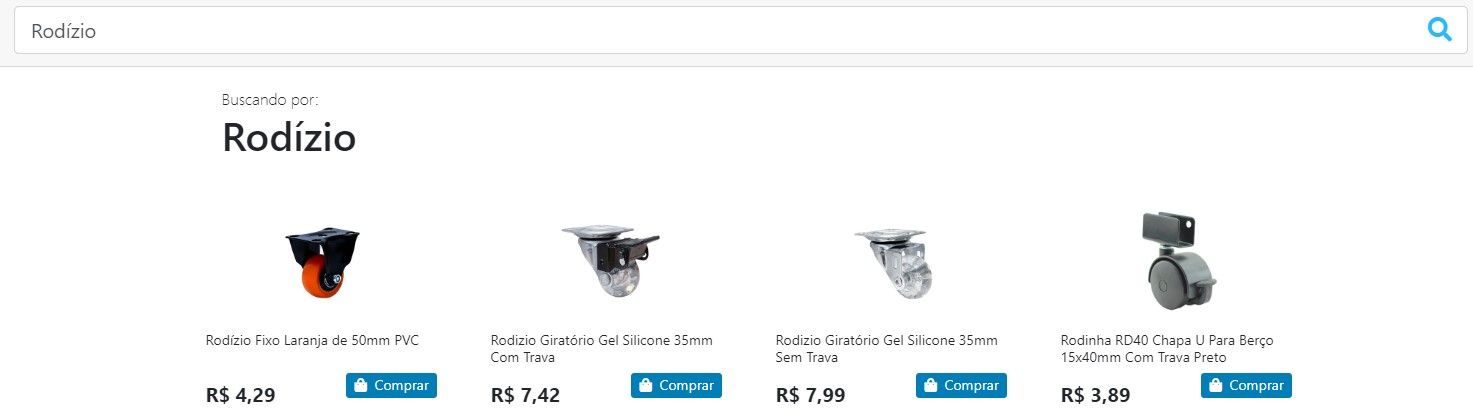 Rodízio
Buscando por:
Rodízio
Rodízio Fixo Laranja de 50mm PVC
R$ 4,29
Comprar
Rodizio Giratório Gel Silicone 35mm
Com Trava
R$ 7,42
Comprar
Rodizio Giratório Gel Silicone 35mm
Sem Trava
R$ 7,99
Comprar
Rodinha RD40 Chapa U Para Berço
15x40mm Com Trava Preto
R$ 3,89
Comprar